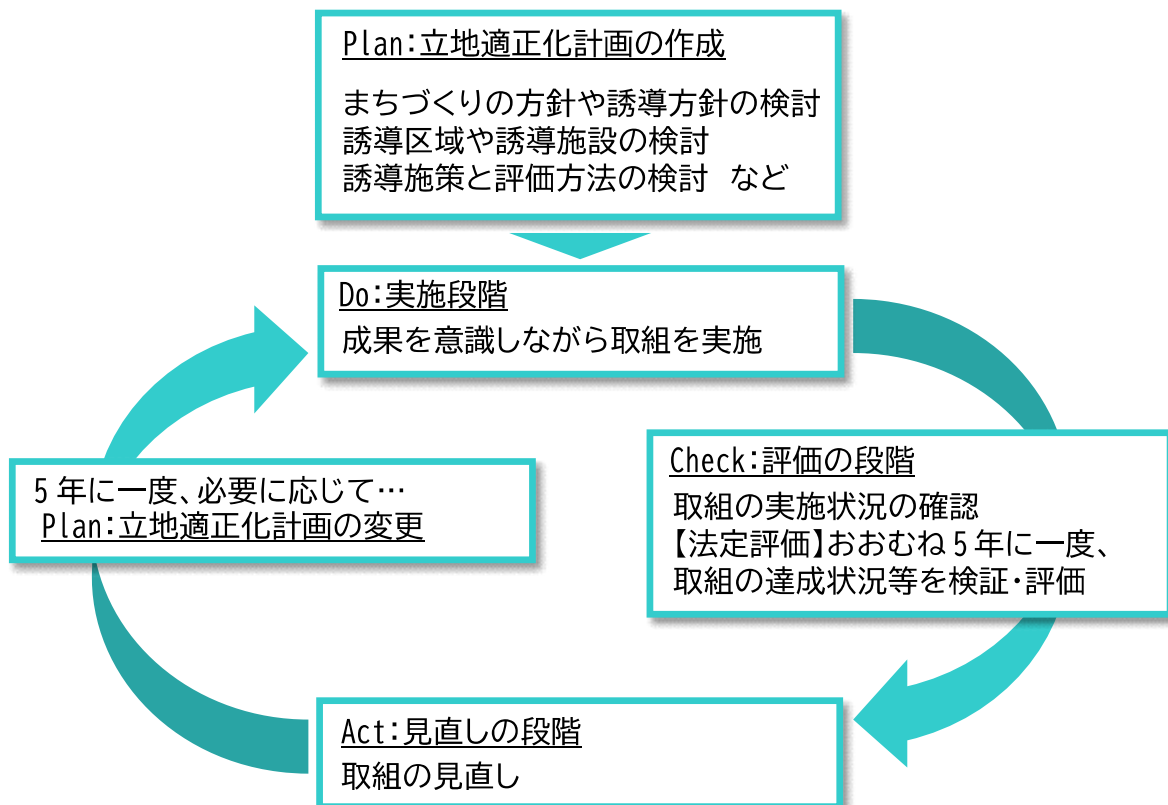 Plan:立地適正化計画の作成
まちづくりの方針や誘導方針の検討
誘導区域や誘導施設の検討
誘導施策と評価方法の検討　など
Do:実施段階
成果を意識しながら取組を実施
Check:評価の段階
取組の実施状況の確認
【法定評価】おおむね5年に一度、
取組の達成状況等を検証・評価
Act:見直しの段階
取組の見直し
5年に一度、必要に応じて…
Plan:立地適正化計画の変更